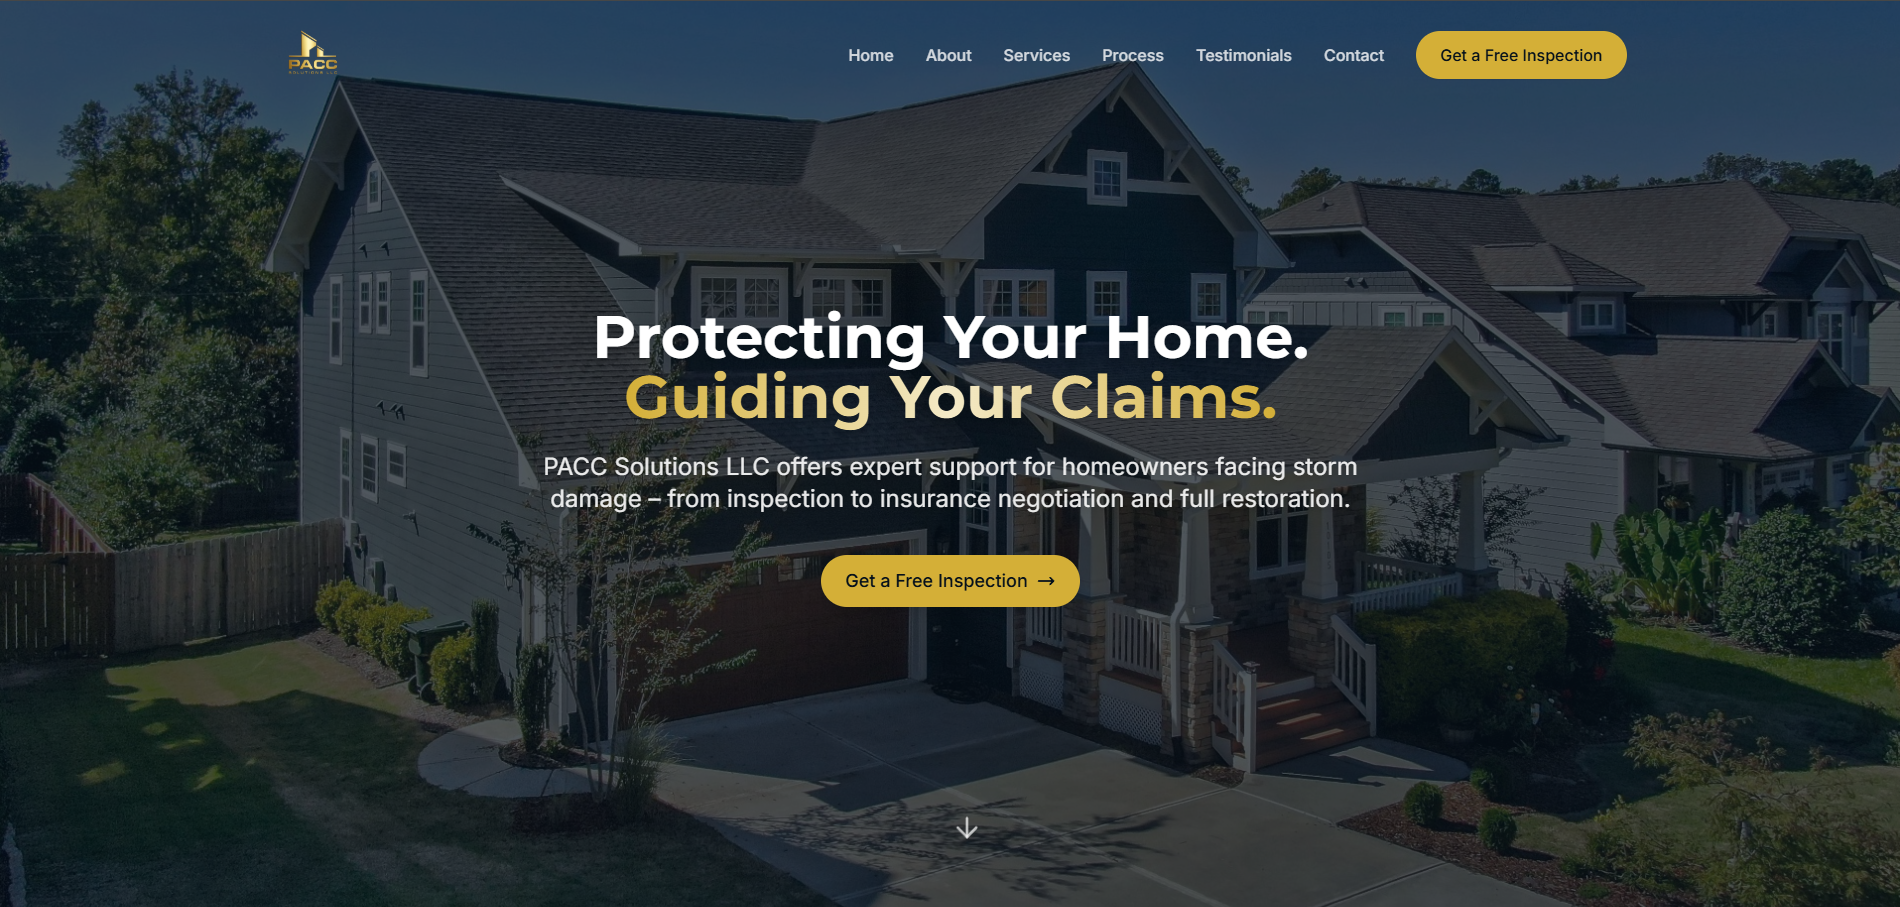 PACC
SOLUTIONS LLC
Home About Services Process Testimonials Contact Get a Free Inspection
Protecting Your Home.
Guiding Your Claims.
PACC Solutions LLC offers expert support for homeowners facing storm
damage – from inspection to insurance negotiation and full restoration.
Get a Free Inspection →